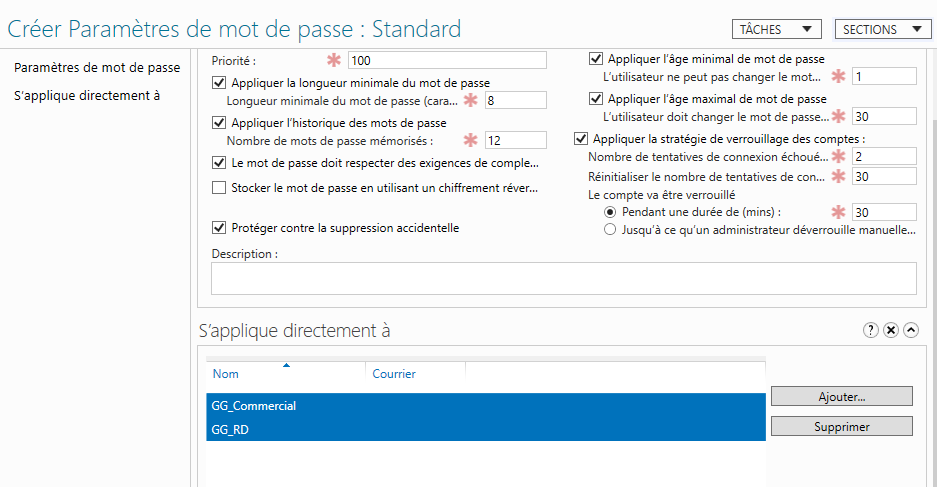 Créer Paramètres de mot de passe : Standard
TÂCHES
SECTIONS
Paramètres de mot de passe
S'applique directement à
Priorité : * 100
Appliquer la longueur minimale du mot de passe
Longueur minimale du mot de passe (cara... * 8
Appliquer l'historique des mots de passe
Nombre de mots de passe mémorisés : * 12
Le mot de passe doit respecter des exigences de comple...
Stocker le mot de passe en utilisant un chiffrement réver...
Protéger contre la suppression accidentelle
Appliquer l'âge minimal de mot de passe
L'utilisateur ne peut pas changer le mot... * 1
Appliquer l'âge maximal de mot de passe
L'utilisateur doit changer le mot de passe... * 30
Appliquer la stratégie de verrouillage des comptes :
Nombre de tentatives de connexion échoué... * 2
Réinitialiser le nombre de tentatives de con... * 30
Le compte va être verrouillé
Pendant une durée de (mins) : * 30
Jusqu'à ce qu'un administrateur déverrouille manuelle...
Description :
S'applique directement à
?
Nom Courrier
GG_Commercial
GG_RD
Ajouter...
Supprimer